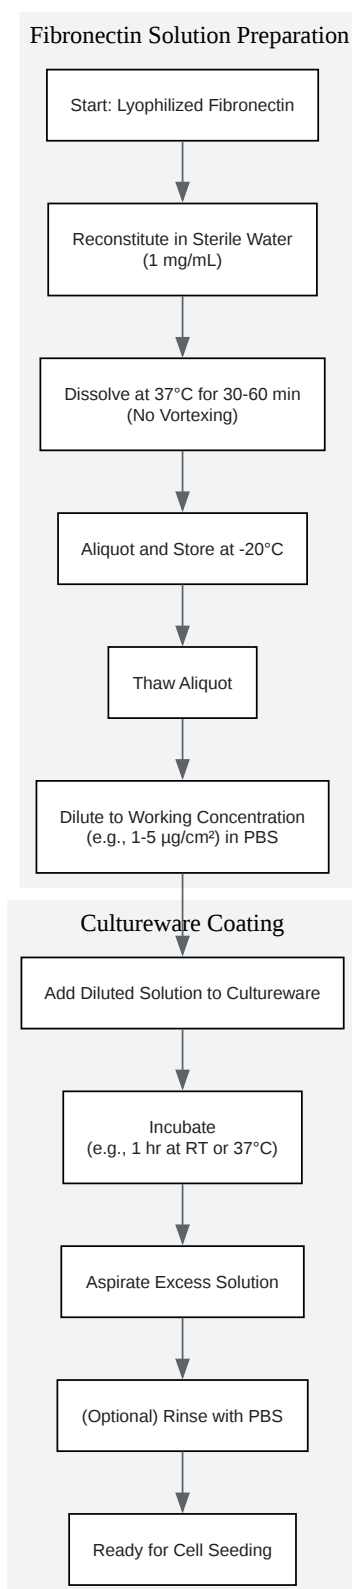 Fibronectin Solution Preparation
Start: Lyophilized Fibronectin
Reconstitute in Sterile Water
(1 mg/mL)
Dissolve at 37°C for 30-60 min
(No Vortexing)
Aliquot and Store at -20°C
Thaw Aliquot
Dilute to Working Concentration
(e.g., 1-5 µg/cm²) in PBS
Cultureware Coating
Add Diluted Solution to Cultureware
Incubate
(e.g., 1 hr at RT or 37°C)
Aspirate Excess Solution
(Optional) Rinse with PBS
Ready for Cell Seeding